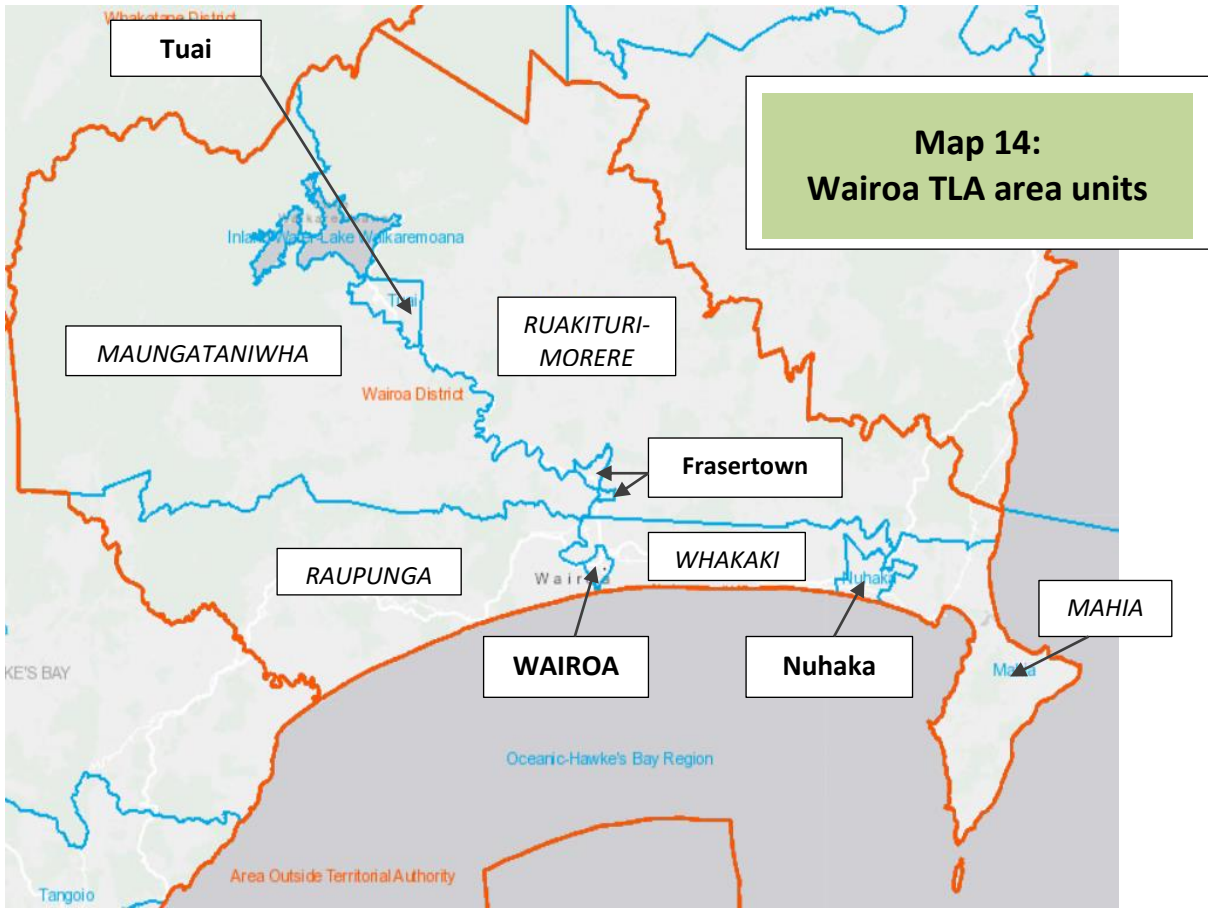 Whakatane District
Tuai
Map 14:
Wairoa TLA area units
Inland Water-Lake Waikaremoana
Tuai
RUAKITURI-
MORERE
MAUNGATANIWHA
Wairoa District
Frasertown
WHAKAKI
RAUPUNGA
Wairoa
Nuhaka
MAHIA
WAIROA
Nuhaka
Mahia
KE'S BAY
Oceanic-Hawke's Bay Region
Area Outside Territorial Authority
Tangoio